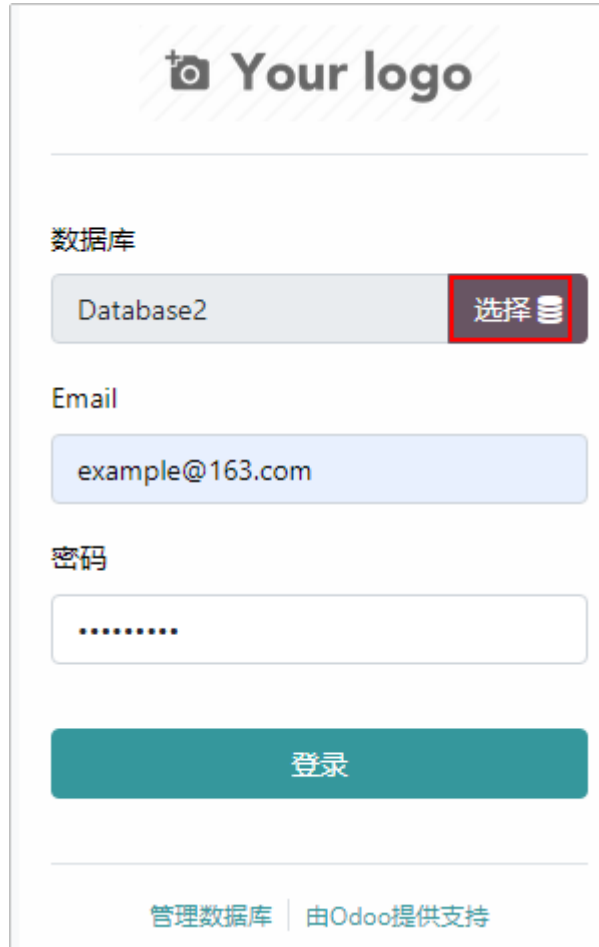 Your logo
数据库
Database2 选择
Email
example@163.com
密码
•••••••••
登录
管理数据库 由Odoo提供支持